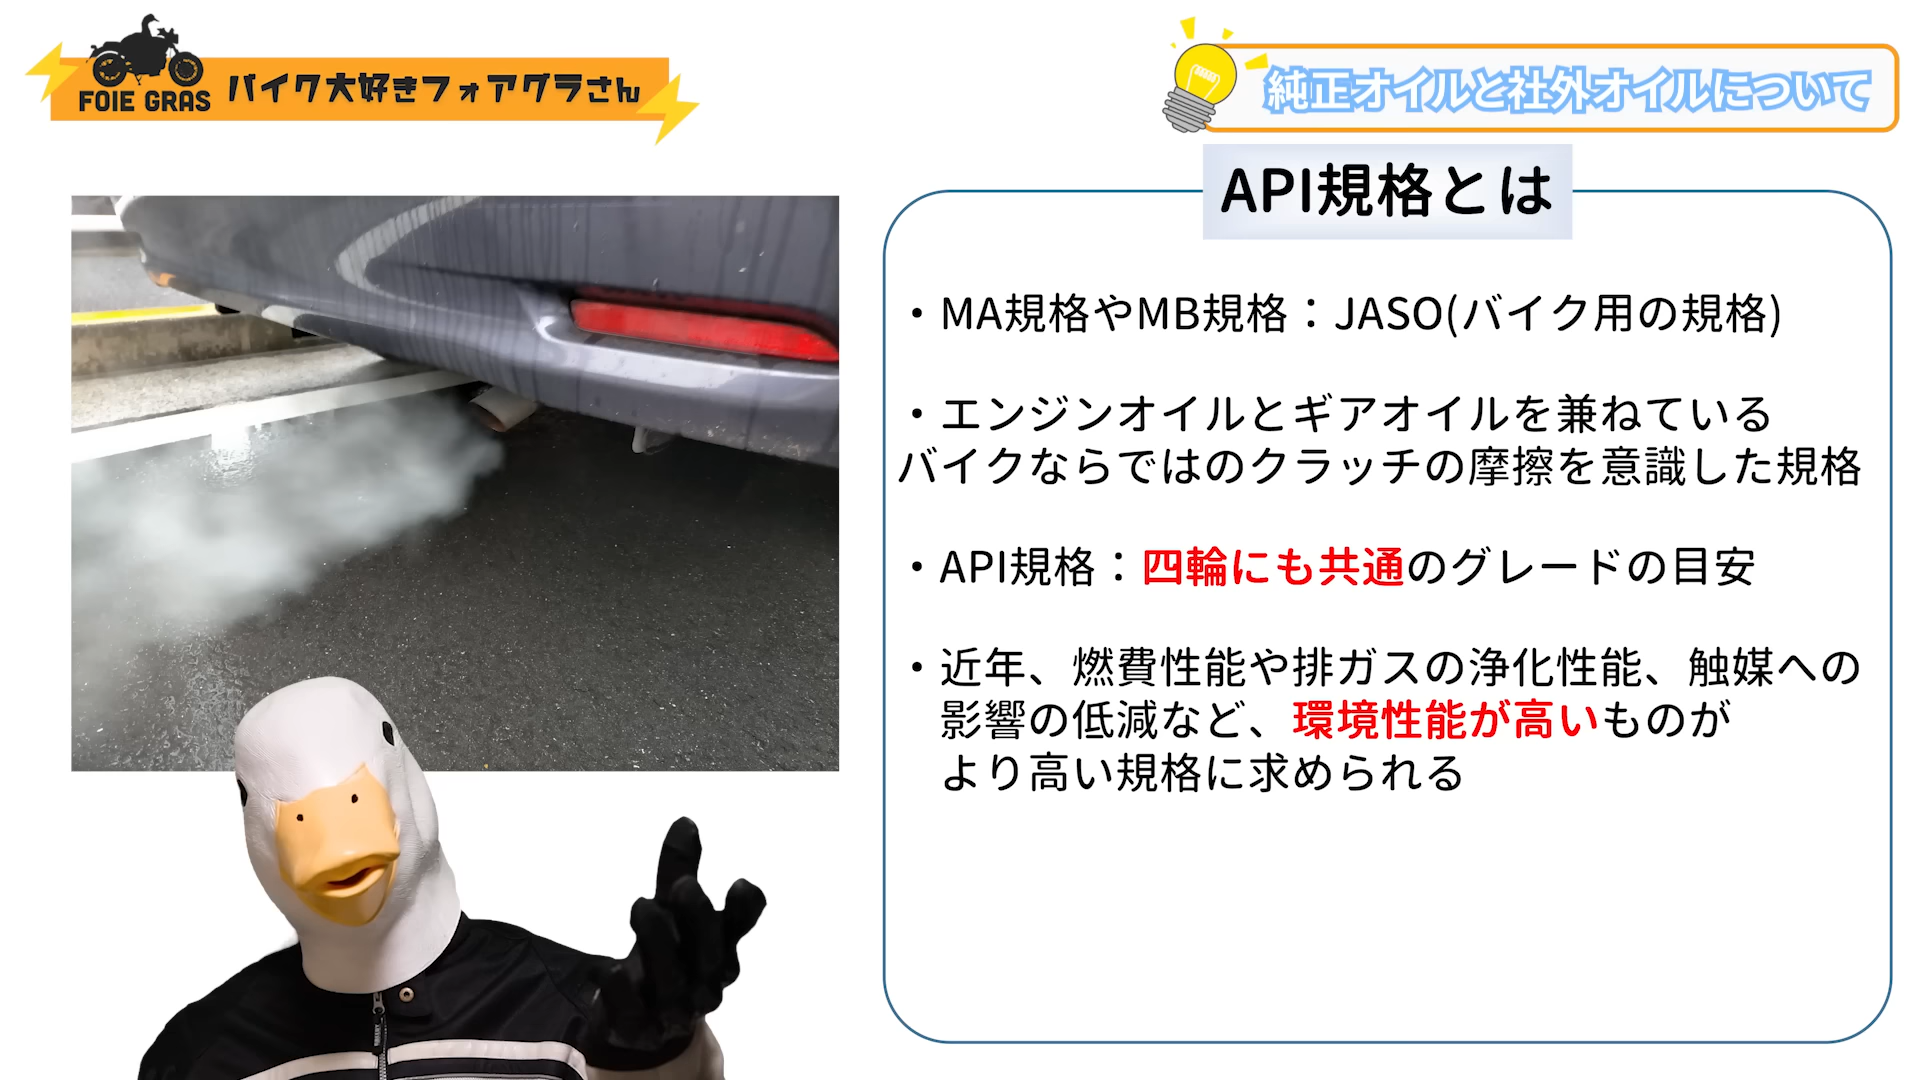 FOIE GRAS
バイク大好きフォアグラさん
純正オイルと社外オイルについて
API規格とは
・MA規格やMB規格：JASO(バイク用の規格)
・エンジンオイルとギアオイルを兼ねている
バイクならではのクラッチの摩擦を意識した規格
・API規格：四輪にも共通のグレードの目安
・近年、燃費性能や排ガスの浄化性能、触媒への
影響の低減など、環境性能が高いものが
より高い規格に求められる